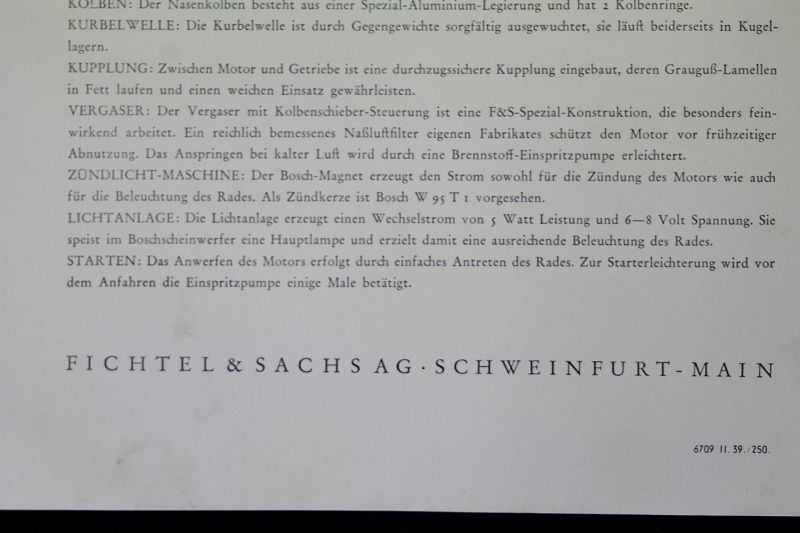 KOLBEN: Der Nasenkolben besteht aus einer Spezial-Aluminium-Legierung und hat 2 Kolbenringe.
KURBELWELLE: Die Kurbelwelle ist durch Gegengewichte sorgfältig ausgewuchtet, sie läuft beiderseits in Kugel-
lagern.
KUPPLUNG: Zwischen Motor und Getriebe ist eine durchzugssichere Kupplung eingebaut, deren Grauguß-Lamellen
in Fett laufen und einen weichen Einsatz gewährleisten.
VERGASER: Der Vergaser mit Kolbenschieber-Steuerung ist eine F&S-Spezial-Konstruktion, die besonders fein-
wirkend arbeitet. Ein reichlich bemessenes Naßluftfilter eigenen Fabrikates schützt den Motor vor frühzeitiger
Abnutzung. Das Anspringen bei kalter Luft wird durch eine Brennstoff-Einspritzpumpe erleichtert.
ZÜNDLICHT-MASCHINE: Der Bosch-Magnet erzeugt den Strom sowohl für die Zündung des Motors wie auch
für die Beleuchtung des Rades. Als Zündkerze ist Bosch W 95 T 1 vorgesehen.
LICHTANLAGE: Die Lichtanlage erzeugt einen Wechselstrom von 5 Watt Leistung und 6—8 Volt Spannung. Sie
speist im Boschscheinwerfer eine Hauptlampe und erzielt damit eine ausreichende Beleuchtung des Rades.
STARTEN: Das Anwerfen des Motors erfolgt durch einfaches Antreten des Rades. Zur Starterleichterung wird vor
dem Anfahren die Einspritzpumpe einige Male betätigt.
FICHTEL & SACHS AG · SCHWEINFURT-MAIN
6709 II. 39./250.